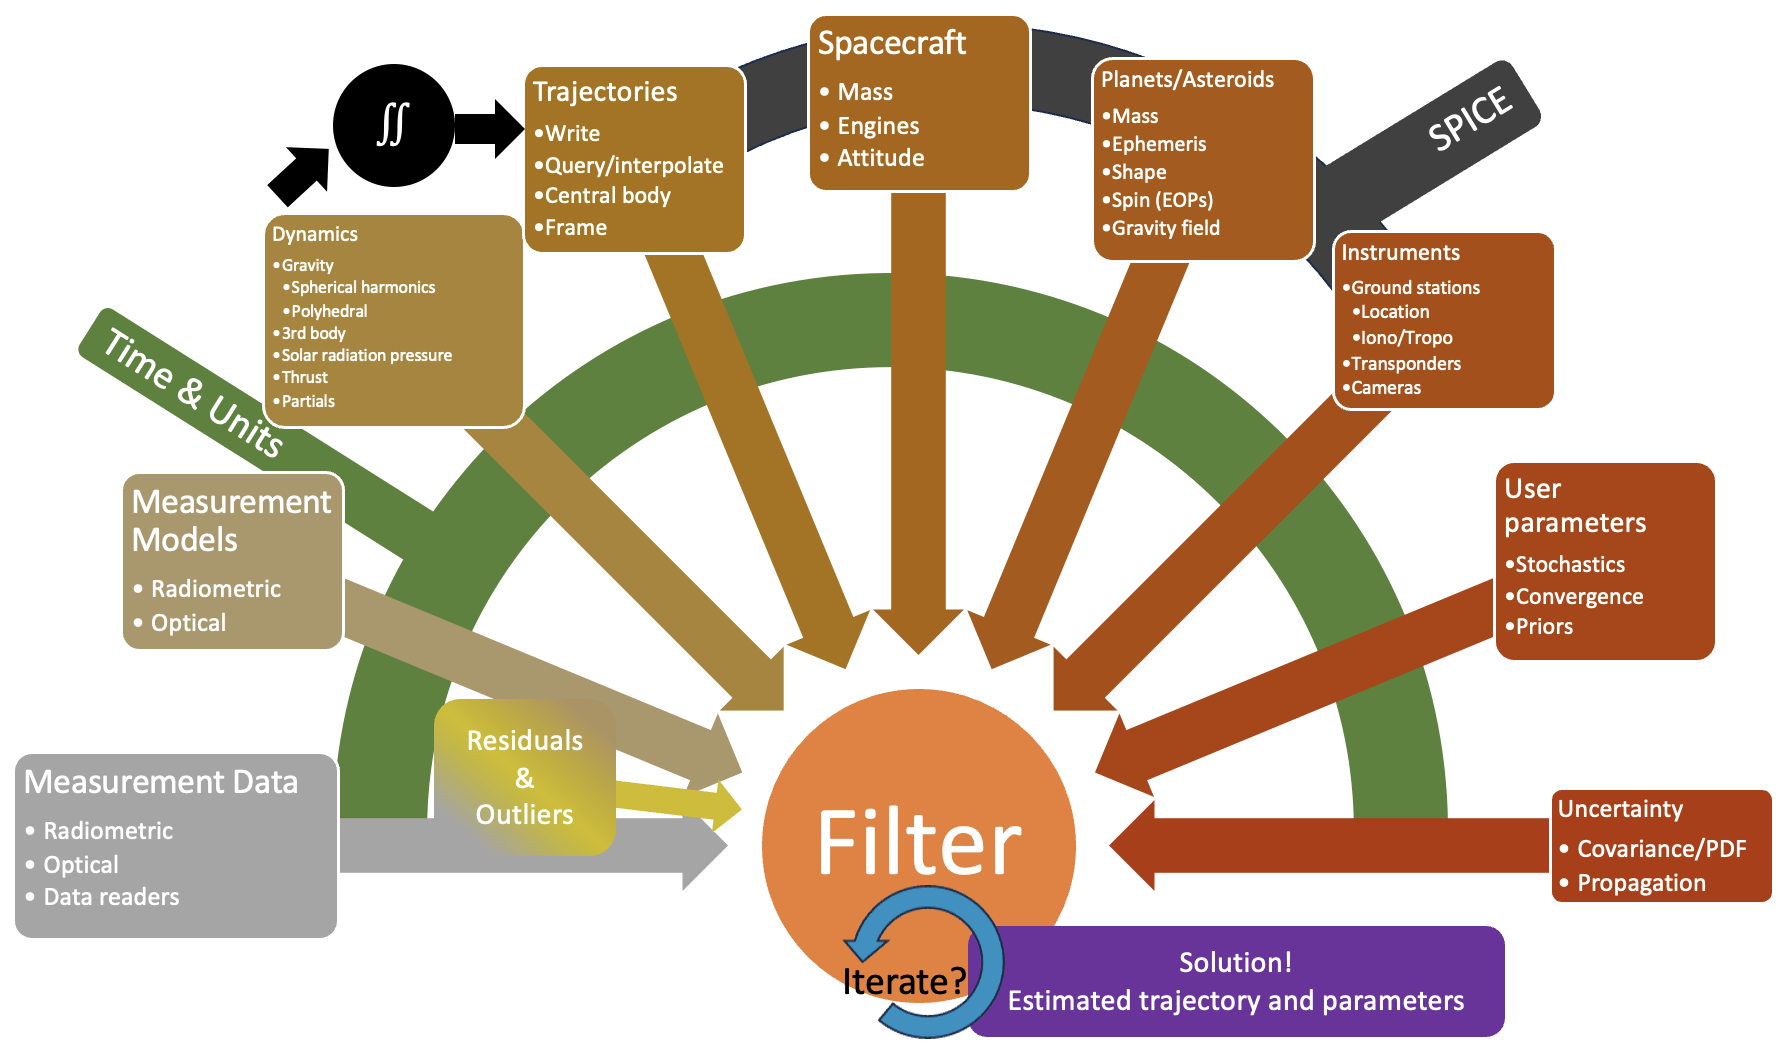 Spacecraft
• Mass
• Engines
• Attitude
Trajectories
•Write
•Query/interpolate
•Central body
•Frame
∬
Planets/Asteroids
•Mass
•Ephemeris
•Shape
•Spin (EOPs)
•Gravity field
SPICE
Dynamics
•Gravity
•Spherical harmonics
•Polyhedral
•3rd body
•Solar radiation pressure
•Thrust
•Partials
Instruments
•Ground stations
•Location
•Iono/Tropo
•Transponders
•Cameras
Time & Units
Measurement
Models
• Radiometric
• Optical
User
parameters
•Stochastics
•Convergence
•Priors
Residuals
&
Outliers
Measurement Data
• Radiometric
• Optical
• Data readers
Filter
Uncertainty
• Covariance/PDF
• Propagation
Iterate?
Solution!
Estimated trajectory and parameters